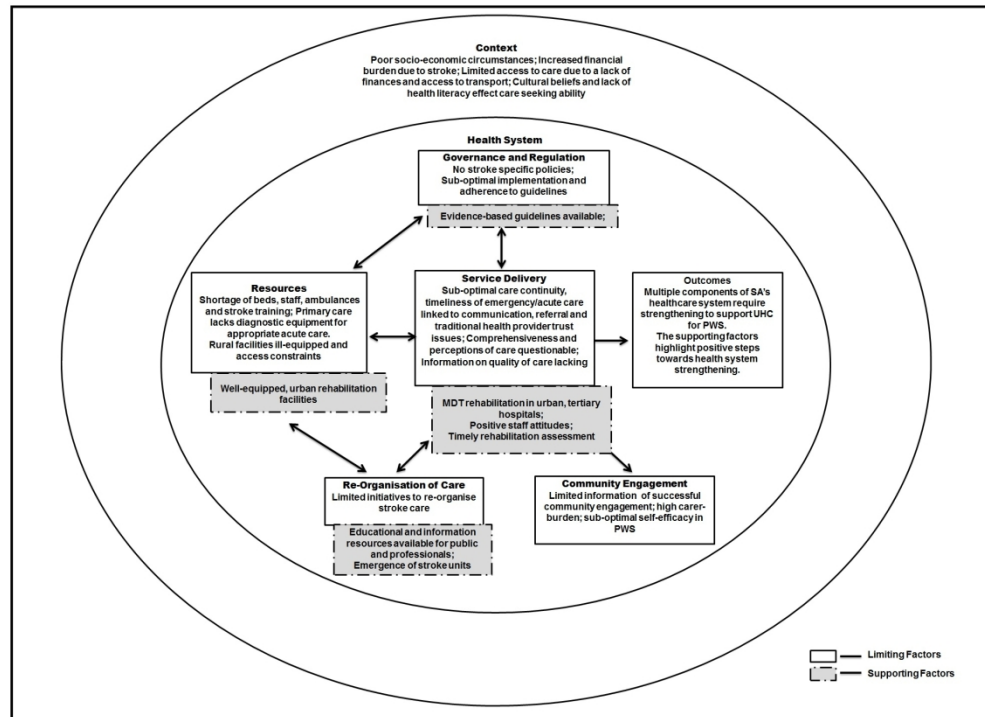 Context
Poor socio-economic circumstances; Increased financial
burden due to stroke; Limited access to care due to a lack of
finances and access to transport; Cultural beliefs and lack of
health literacy effect care seeking ability
Health System
Governance and Regulation
No stroke specific policies;
Sub-optimal implementation and
adherence to guidelines
Evidence-based guidelines available;
Resources
Shortage of beds, staff, ambulances
and stroke training; Primary care
lacks diagnostic equipment for
appropriate acute care.
Rural facilities ill-equipped and
access constraints
Well-equipped, urban rehabilitation
facilities
Service Delivery
Sub-optimal care continuity,
timeliness of emergency/acute care
linked to communication, referral and
traditional health provider trust
issues; Comprehensiveness and
perceptions of care questionable;
Information on quality of care lacking
MDT rehabilitation in urban, tertiary
hospitals;
Positive staff attitudes;
Timely rehabilitation assessment
Outcomes
Multiple components of SA's
healthcare system require
strengthening to support UHC
for PWS.
The supporting factors
highlight positive steps
towards health system
strengthening.
Re-Organisation of Care
Limited initiatives to re-organise
stroke care
Educational and information
resources available for public
and professionals;
Emergence of stroke units
Community Engagement
Limited information of successful
community engagement; high carer-
burden; sub-optimal self-efficacy in
PWS
Limiting Factors
Supporting Factors